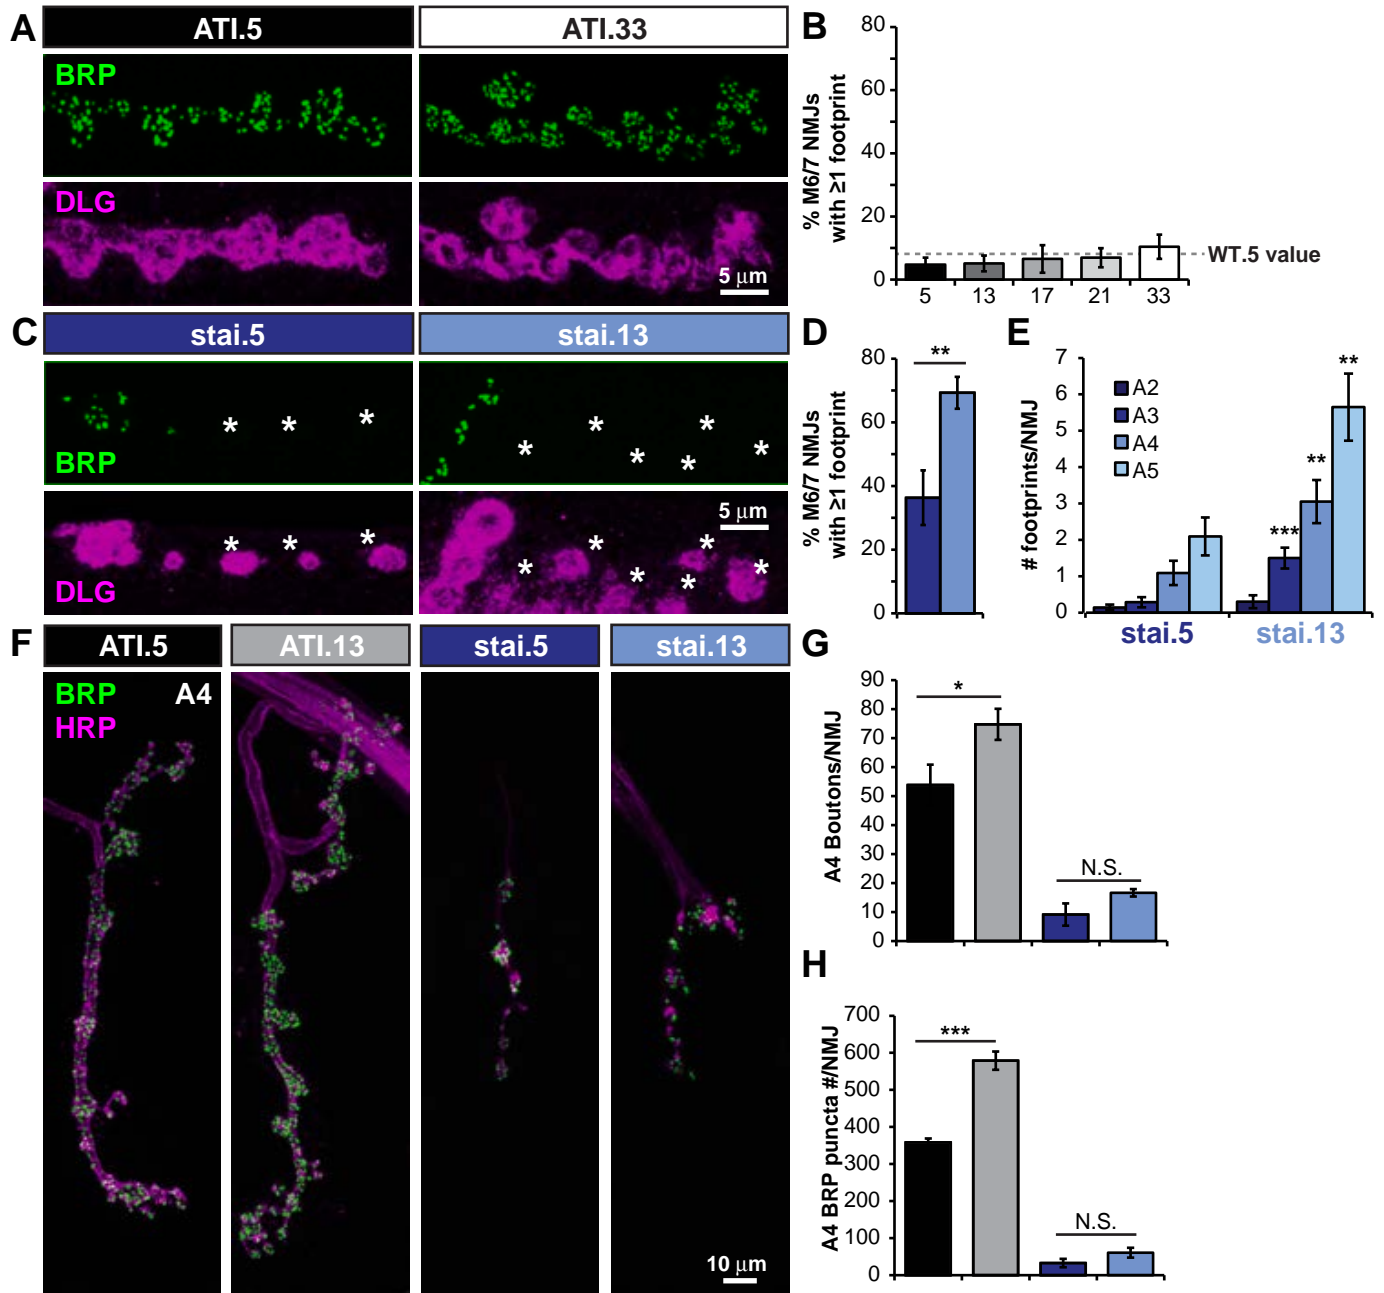 A
ATI.5
ATI.33
BRP
DLG
5 μm
B
% M6/7 NMJs
with ≥1 footprint
80
60
40
20
0
WT.5 value
5 13 17 21 33
C
stai.5
stai.13
BRP
* * *
* * * * * *
DLG
* * *
5 μm
* * * * * *
D
% M6/7 NMJs
with ≥1 footprint
80
60
40
20
0
**
E
# footprints/NMJ
7
6
5
4
3
2
1
0
A2
A3
A4
A5
***
**
**
stai.5
stai.13
F
ATI.5
ATI.13
stai.5
stai.13
BRP
HRP
A4
10 μm
G
A4 Boutons/NMJ
90
80
70
60
50
40
30
20
10
0
*
N.S.
H
A4 BRP puncta #/NMJ
700
600
500
400
300
200
100
0
***
N.S.